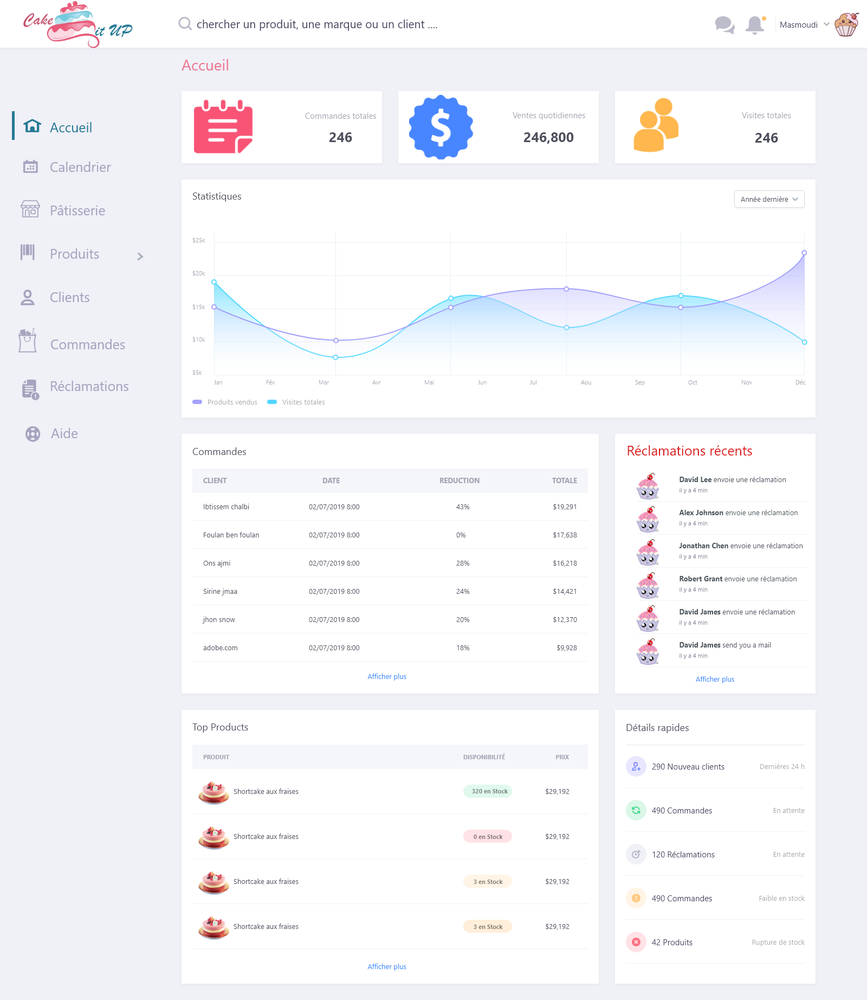 Cake it UP
chercher un produit, une marque ou un client ....
Masmoudi
Accueil
Accueil
Calendrier
Pâtisserie
Produits
Clients
Commandes
Réclamations
Aide
Commandes totales
246
Ventes quotidiennes
246,800
Visites totales
246
Statistiques
Année dernière
$25k
$20k
$15k
$10k
$5k
Jan Fév Mar Avr Mai Jun Jul Aou Sep Oct Nov Déc
Produits vendus Visites totales
Commandes
CLIENT DATE REDUCTION TOTALE
Ibtissem chalbi 02/07/2019 8:00 43% $19,291
Foulan ben foulan 02/07/2019 8:00 0% $17,638
Ons ajmi 02/07/2019 8:00 28% $16,218
Sirine jmaa 02/07/2019 8:00 24% $14,421
jhon snow 02/07/2019 8:00 20% $12,370
adobe.com 02/07/2019 8:00 18% $9,928
Afficher plus
Réclamations récents
David Lee envoie une réclamation
il y a 4 min
Alex Johnson envoie une réclamation
il y a 4 min
Jonathan Chen envoie une réclamation
il y a 4 min
Robert Grant envoie une réclamation
il y a 4 min
David James envoie une réclamation
il y a 4 min
David James send you a mail
il y a 4 min
Afficher plus
Top Products
PRODUIT DISPONIBILITÉ PRIX
Shortcake aux fraises 320 en Stock $29,192
Shortcake aux fraises 0 en Stock $29,192
Shortcake aux fraises 3 en Stock $29,192
Shortcake aux fraises 3 en Stock $29,192
Afficher plus
Détails rapides
290 Nouveau clients Dernières 24 h
490 Commandes En attente
120 Réclamations En attente
490 Commandes Faible en stock
42 Produits Rupture de stock